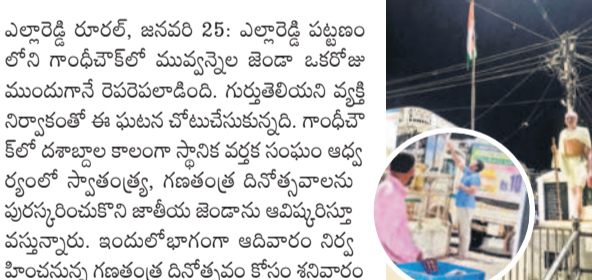 ఎల్లారెడ్డి రూరల్, జనవరి 25: ఎల్లారెడ్డి పట్టణం
లోని గాంధీచౌక్‌లో మువ్వన్నెల జెండా ఒకరోజు
ముందుగానే రెపరెపలాడింది. గుర్తుతెలియని వ్యక్తి
నిర్వాకంతో ఈ ఘటన చోటుచేసుకున్నది. గాంధీచౌ
క్‌లో దశాబ్దాల కాలంగా స్థానిక వర్తక సంఘం ఆధ్వ
ర్యంలో స్వాతంత్ర్య, గణతంత్ర దినోత్సవాలను
పురస్కరించుకొని జాతీయ జెండాను ఆవిష్కరిస్తూ
వస్తున్నారు. ఇందులోభాగంగా ఆదివారం నిర్వ
హించనున్న గణతంత్ర దినోత్సవం కోసం శనివారం